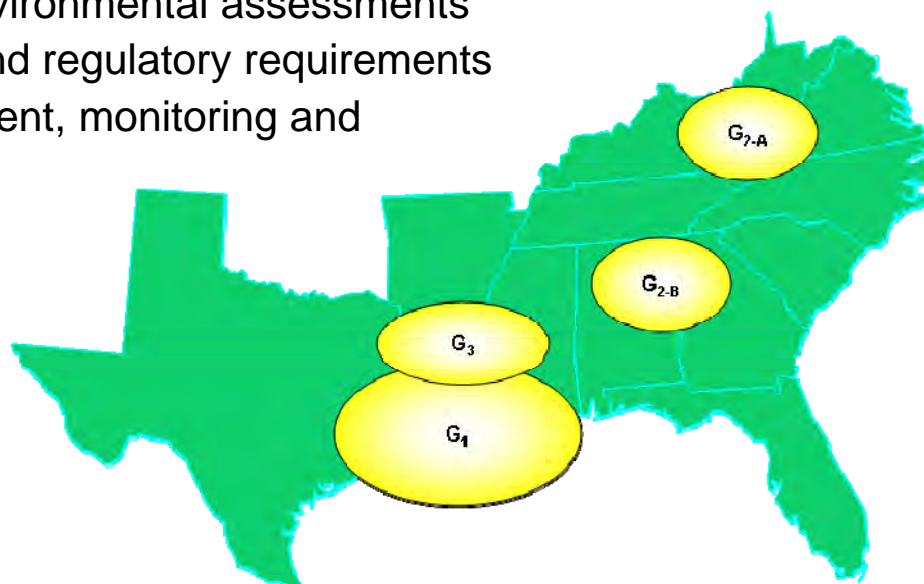 vironmental assessments
nd regulatory requirements
ent, monitoring and
G2-A
G2-B
G3
G1